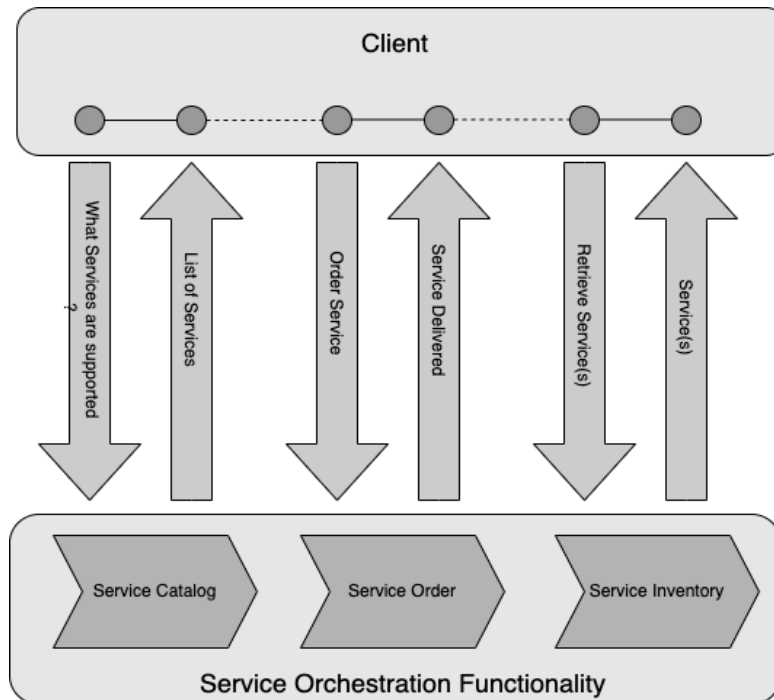 Client
What Services are supported
?
List of Services
Order Service
Service Delivered
Retrieve Service(s)
Service(s)
Service Catalog
Service Order
Service Inventory
Service Orchestration Functionality